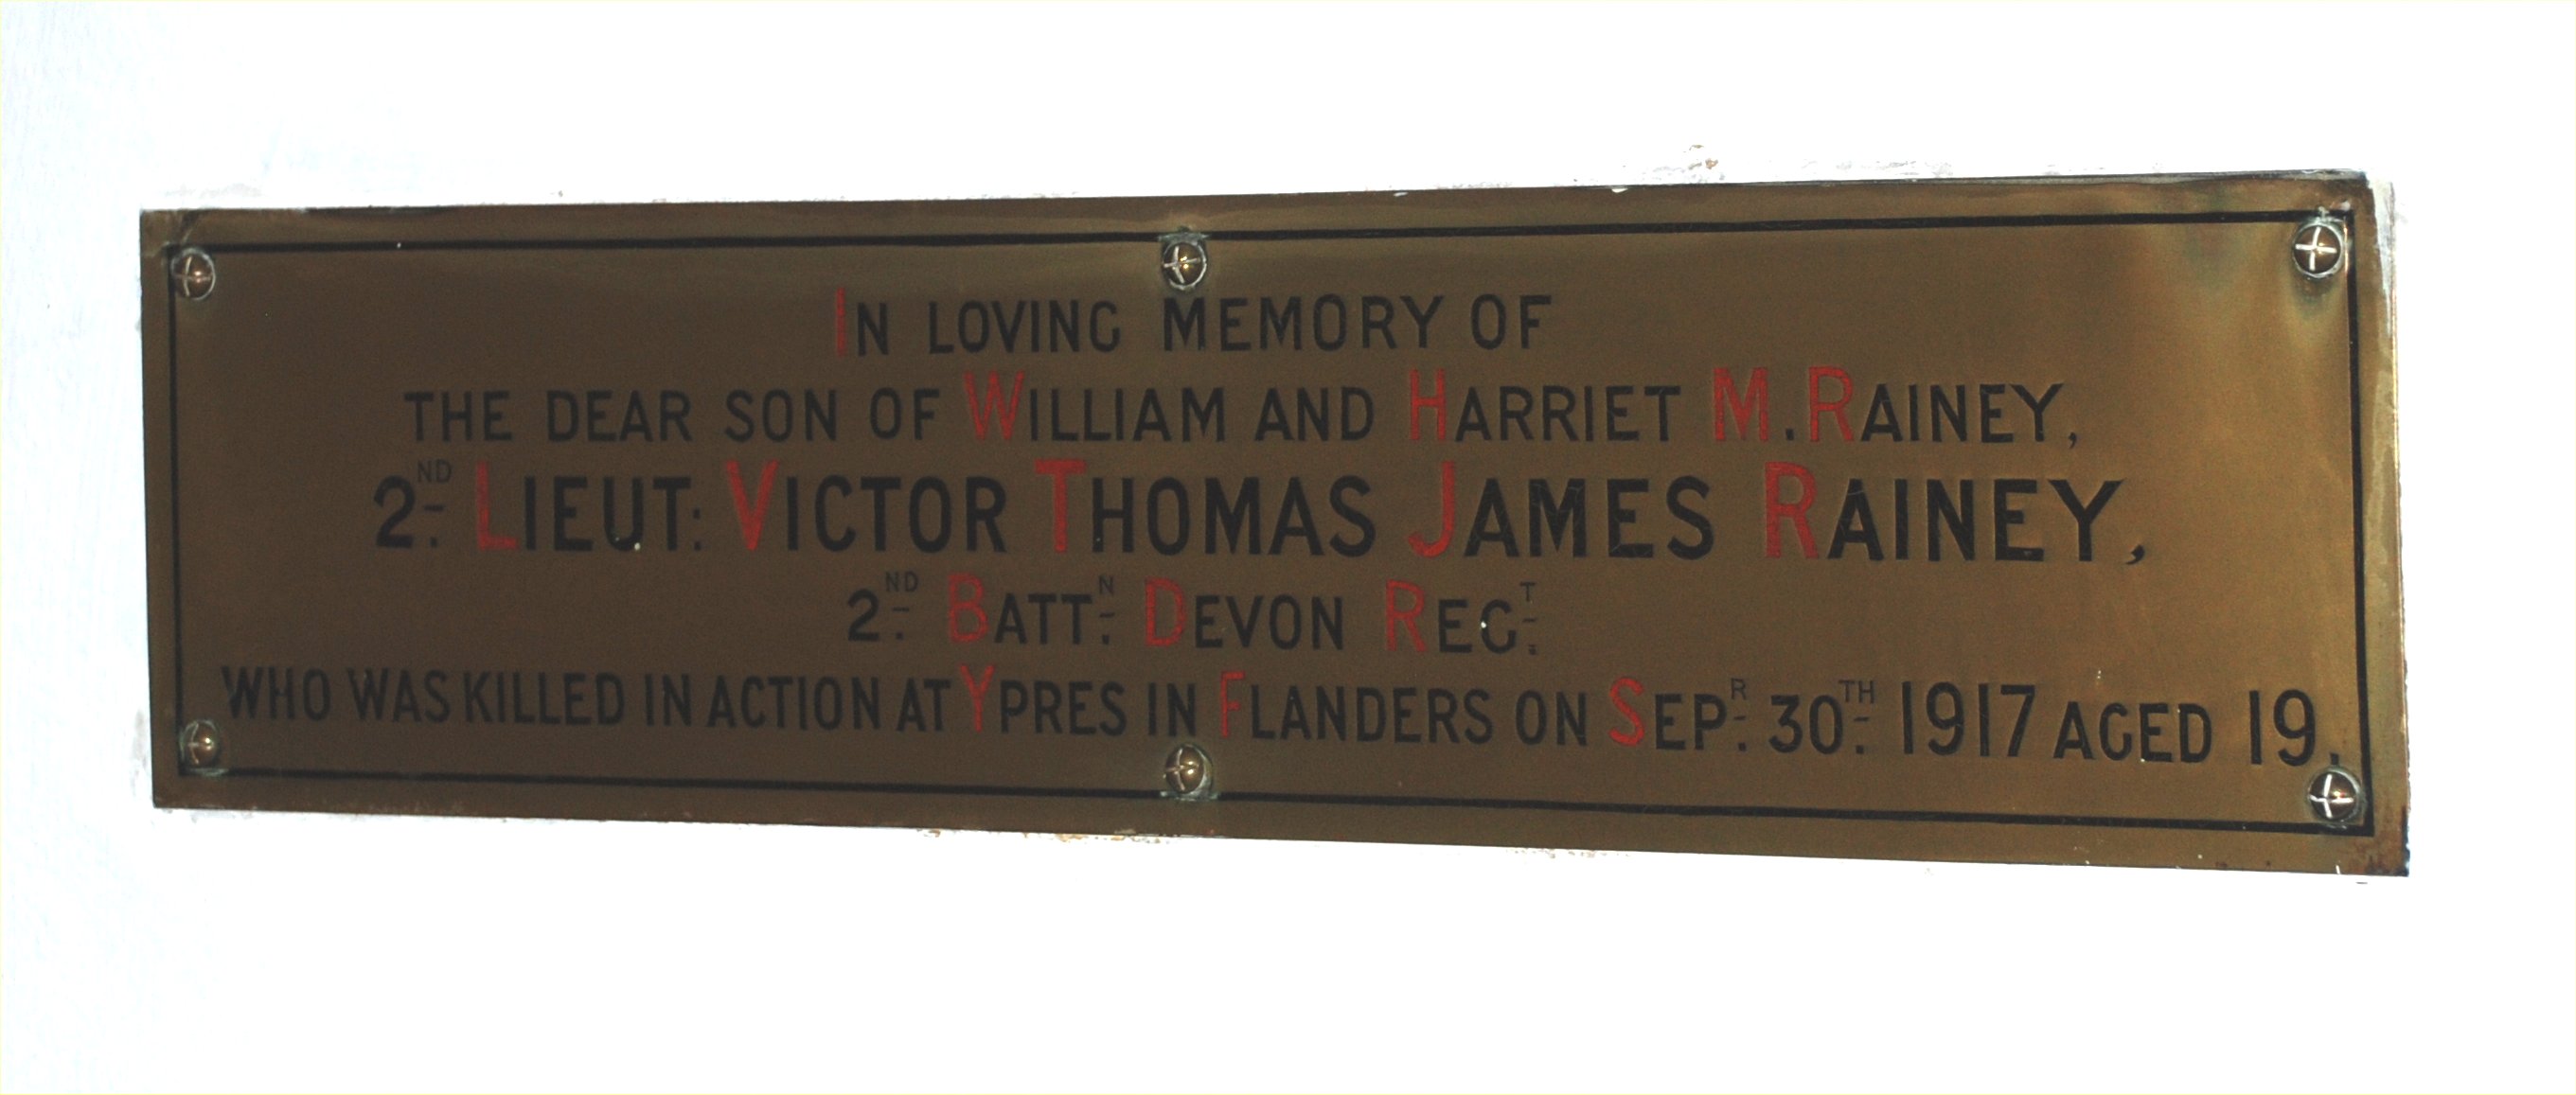 IN LOVING MEMORY OF
THE DEAR SON OF WILLIAM AND HARRIET M. RAINEY,
2ND. LIEUT: VICTOR THOMAS JAMES RAINEY,
2ND. BATTN. DEVON REGT.
WHO WAS KILLED IN ACTION AT YPRES IN FLANDERS ON SEPR. 30TH. 1917 AGED 19.